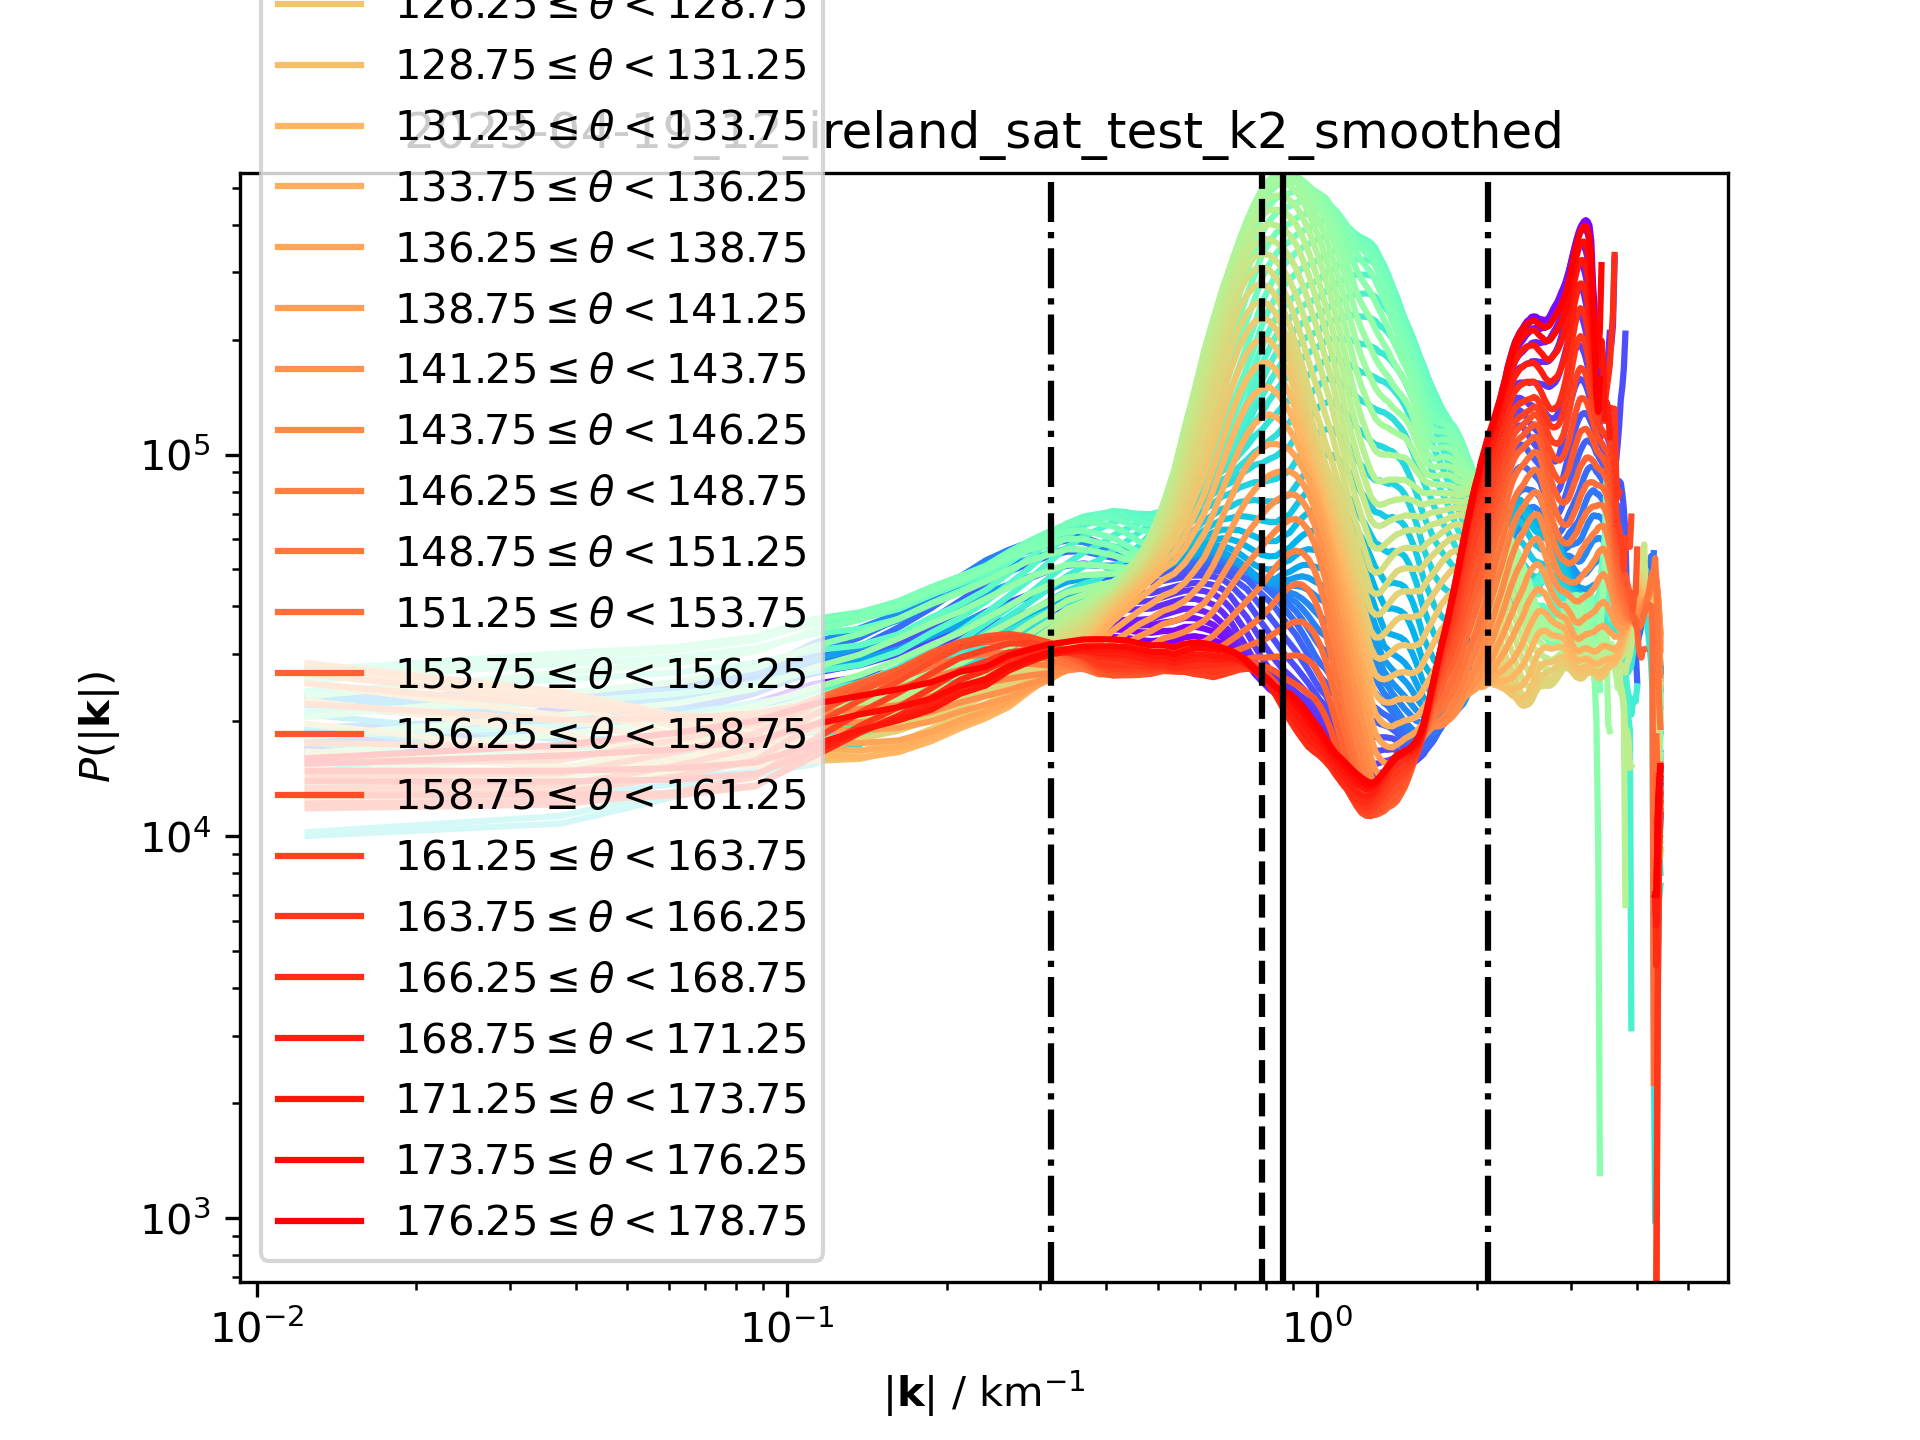 126.25 ≤ θ < 128.75
128.75 ≤ θ < 131.25
2023-04-19_12_ireland_sat_test_k2_smoothed
131.25 ≤ θ < 133.75
133.75 ≤ θ < 136.25
136.25 ≤ θ < 138.75
138.75 ≤ θ < 141.25
141.25 ≤ θ < 143.75
143.75 ≤ θ < 146.25
146.25 ≤ θ < 148.75
148.75 ≤ θ < 151.25
151.25 ≤ θ < 153.75
153.75 ≤ θ < 156.25
156.25 ≤ θ < 158.75
158.75 ≤ θ < 161.25
161.25 ≤ θ < 163.75
163.75 ≤ θ < 166.25
166.25 ≤ θ < 168.75
168.75 ≤ θ < 171.25
171.25 ≤ θ < 173.75
173.75 ≤ θ < 176.25
176.25 ≤ θ < 178.75
P(|k|)
10⁵
10⁴
10³
10⁻²
10⁻¹
10⁰
|k| / km⁻¹